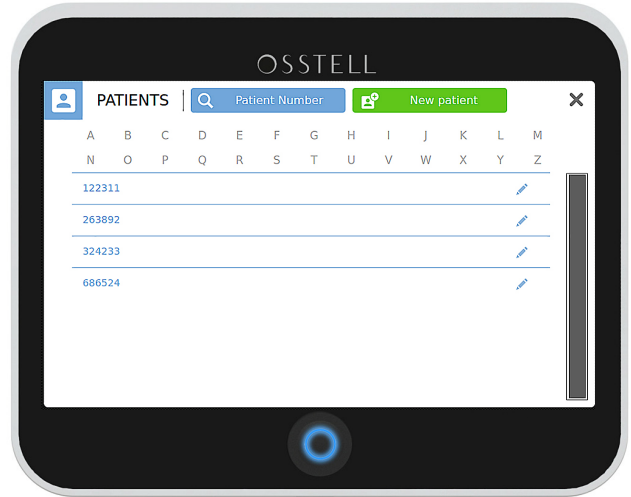 OSSTELL
PATIENTS Patient Number New patient
A B C D E F G H I J K L M
N O P Q R S T U V W X Y Z
122311
263892
324233
686524